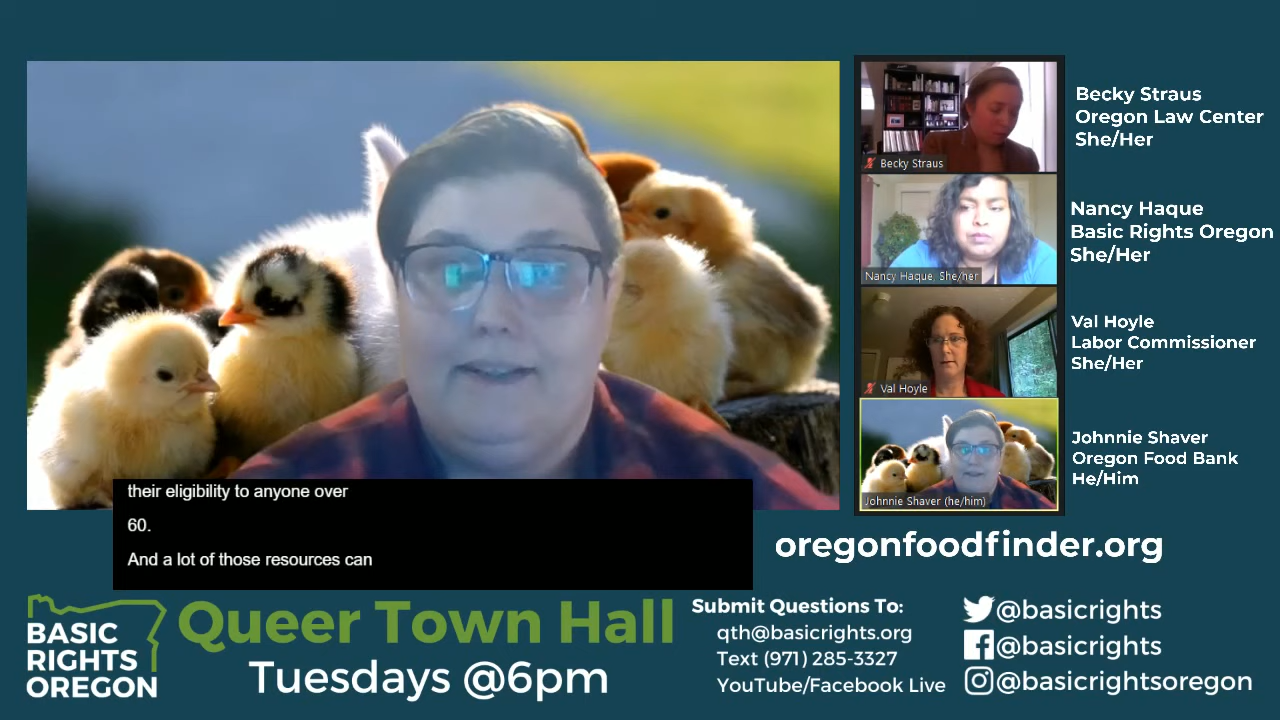 Becky Straus
Oregon Law Center
She/Her
Becky Straus
Nancy Haque
Basic Rights Oregon
She/Her
Nancy Haque, She/her
Val Hoyle
Labor Commissioner
She/Her
Val Hoyle
Johnnie Shaver
Oregon Food Bank
He/Him
Johnnie Shaver (he/him)
their eligibility to anyone over
60.
And a lot of those resources can
oregonfoodfinder.org
BASIC
RIGHTS
OREGON
Queer Town Hall
Tuesdays @6pm
Submit Questions To:
qth@basicrights.org
Text (971) 285-3327
YouTube/Facebook Live
@basicrights
@basicrights
@basicrightsoregon